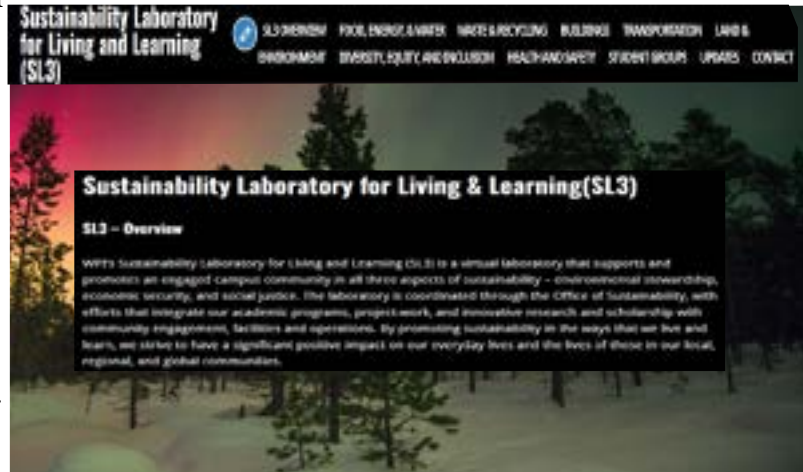 Sustainability Laboratory
for Living and Learning
(SL3)
SL3 OVERVIEW FOOD, ENERGY, & WATER WASTE & RECYCLING BUILDINGS TRANSPORTATION LAND &
ENVIRONMENT DIVERSITY, EQUITY, AND INCLUSION HEALTH AND SAFETY STUDENT GROUPS UPDATES CONTACT
Sustainability Laboratory for Living & Learning(SL3)
SL3 – Overview
WPI's Sustainability Laboratory for Living and Learning (SL3) is a virtual laboratory that supports and
promotes an engaged campus community in all three aspects of sustainability – environmental stewardship,
economic security, and social justice. The laboratory is coordinated through the Office of Sustainability, with
efforts that integrate our academic programs, project work, and innovative research and scholarship with
community engagement, facilities and operations. By promoting sustainability in the ways that we live and
learn, we strive to have a significant positive impact on our everyday lives and the lives of those in our local,
regional, and global communities.